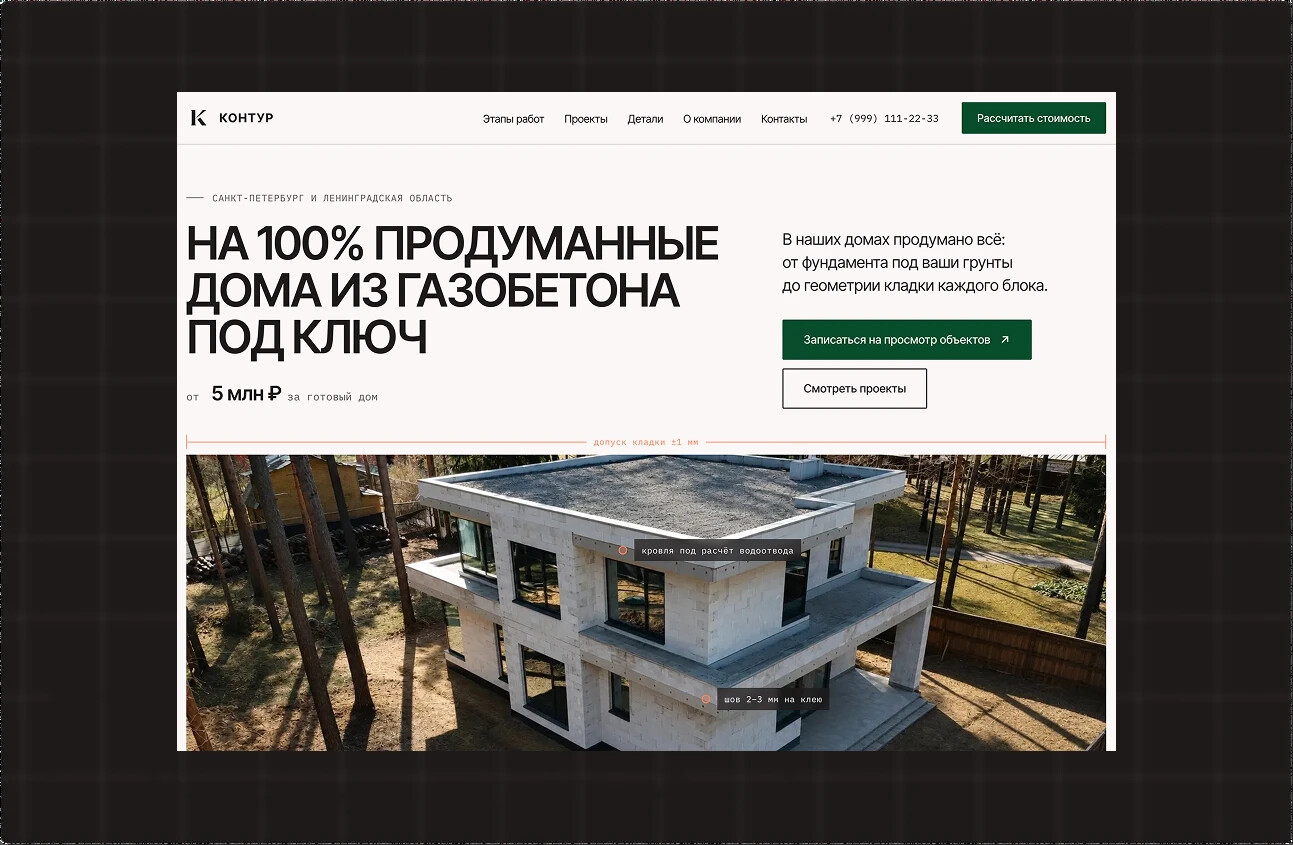 КОНТУР
Этапы работ
Проекты
Детали
О компании
Контакты
+7 (999) 111-22-33
Рассчитать стоимость
САНКТ-ПЕТЕРБУРГ И ЛЕНИНГРАДСКАЯ ОБЛАСТЬ
НА 100% ПРОДУМАННЫЕ
ДОМА ИЗ ГАЗОБЕТОНА
ПОД КЛЮЧ
от 5 млн ₽ за готовый дом
В наших домах продумано всё:
от фундамента под ваши грунты
до геометрии кладки каждого блока.
Записаться на просмотр объектов ↗
Смотреть проекты
допуск кладки ±1 мм
кровля под расчёт водоотвода
шов 2–3 мм на клею